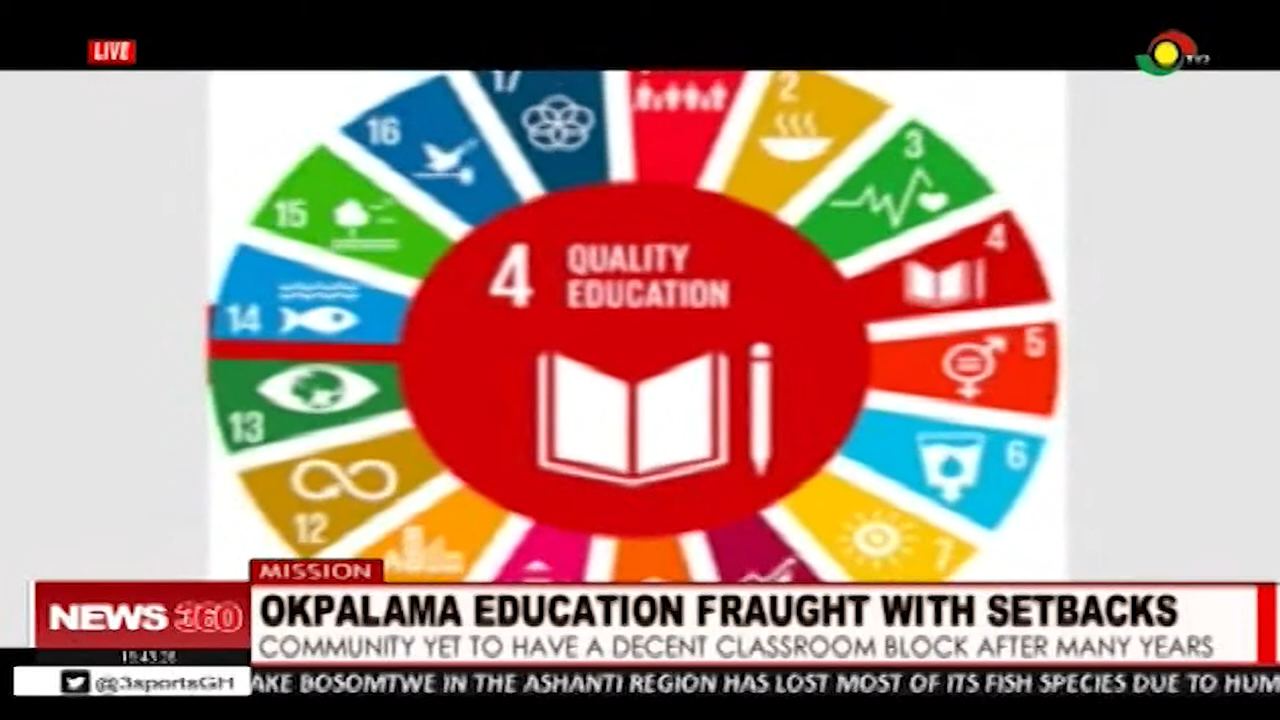 LIVE
17
2
16
3
15
4
4 QUALITY
EDUCATION
14
5
13
6
12
7
MISSION
NEWS 360
OKPALAMA EDUCATION FRAUGHT WITH SETBACKS
COMMUNITY YET TO HAVE A DECENT CLASSROOM BLOCK AFTER MANY YEARS
@3sportsGH
AKE BOSOMTWE IN THE ASHANTI REGION HAS LOST MOST OF ITS FISH SPECIES DUE TO HUM